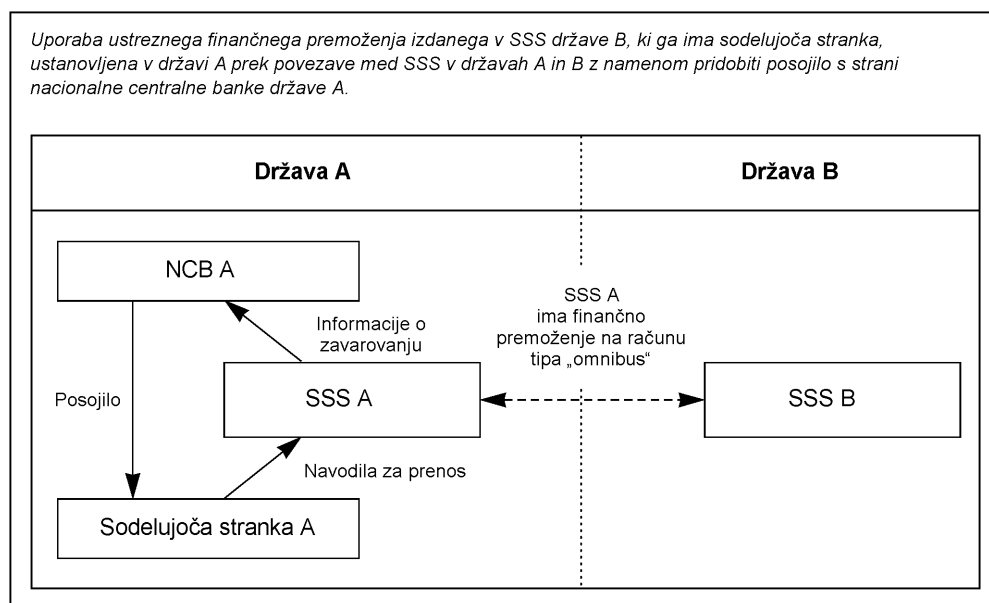 Uporaba ustreznega finančnega premoženja izdanega v SSS države B, ki ga ima sodelujoča stranka,
ustanovljena v državi A prek povezave med SSS v državah A in B z namenom pridobiti posojilo s strani
nacionalne centralne banke države A.
Država A
Država B
NCB A
Informacije o
zavarovanju
SSS A
ima finančno
premoženje na računu
tipa „omnibus“
Posojilo
SSS A
SSS B
Navodila za prenos
Sodelujoča stranka A